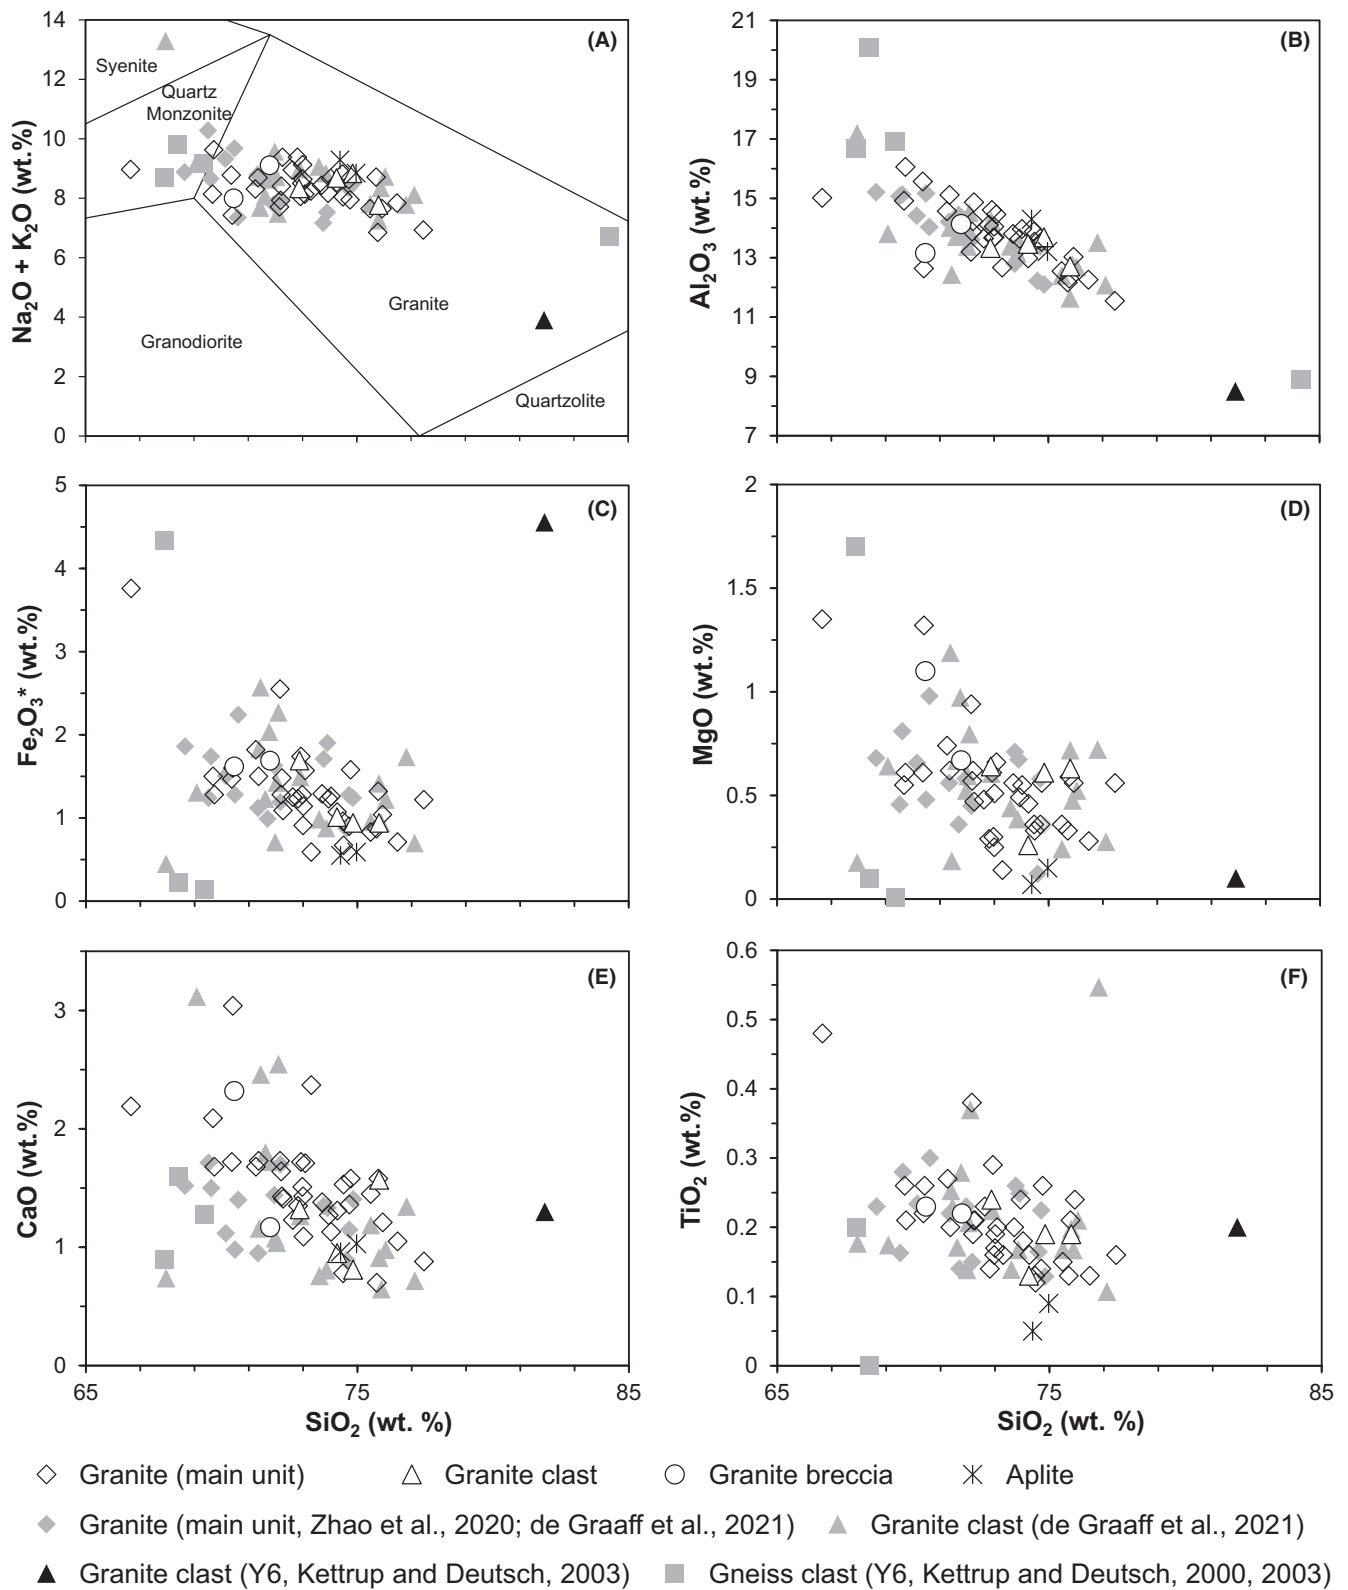 (A)
14
12
10
8
6
4
2
0
Na₂O + K₂O (wt.%)
Syenite
Quartz
Monzonite
Granite
Granodiorite
Quartzolite
(B)
21
19
17
15
13
11
9
7
Al₂O₃ (wt.%)
(C)
5
4
3
2
1
0
Fe₂O₃* (wt.%)
(D)
2
1.5
1
0.5
0
MgO (wt.%)
(E)
3
2
1
0
CaO (wt.%)
65 75 85
SiO₂ (wt. %)
(F)
0.6
0.5
0.4
0.3
0.2
0.1
0
TiO₂ (wt.%)
65 75 85
SiO₂ (wt. %)
Granite (main unit) Granite clast Granite breccia Aplite
Granite (main unit, Zhao et al., 2020; de Graaff et al., 2021) Granite clast (de Graaff et al., 2021)
Granite clast (Y6, Kettrup and Deutsch, 2003) Gneiss clast (Y6, Kettrup and Deutsch, 2000, 2003)